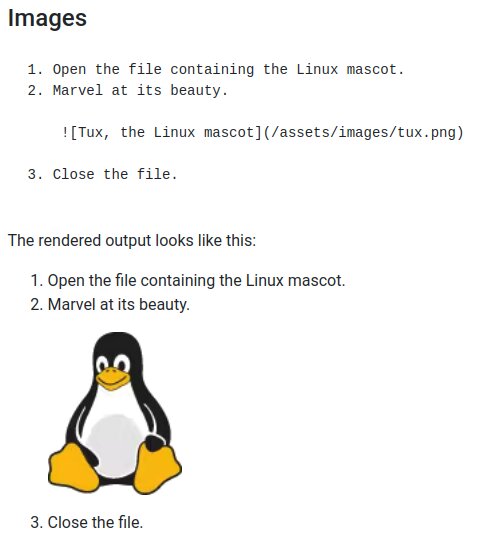 Images
1. Open the file containing the Linux mascot.
2. Marvel at its beauty.
![Tux, the Linux mascot](/assets/images/tux.png)
3. Close the file.
The rendered output looks like this:
1. Open the file containing the Linux mascot.
2. Marvel at its beauty.
3. Close the file.